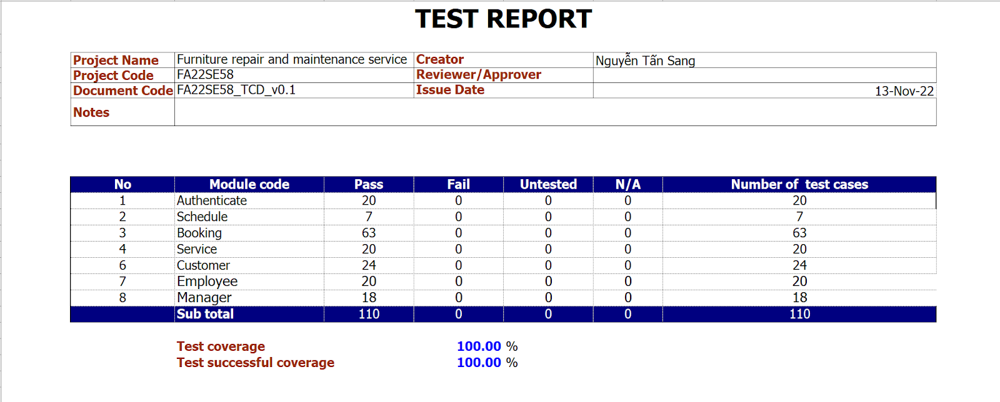 TEST REPORT
Project Name Furniture repair and maintenance service Creator Nguyễn Tấn Sang
Project Code FA22SE58 Reviewer/Approver
Document Code FA22SE58_TCD_v0.1 Issue Date 13-Nov-22
Notes
No Module code Pass Fail Untested N/A Number of test cases
1 Authenticate 20 0 0 0 20
2 Schedule 7 0 0 0 7
3 Booking 63 0 0 0 63
4 Service 20 0 0 0 20
6 Customer 24 0 0 0 24
7 Employee 20 0 0 0 20
8 Manager 18 0 0 0 18
Sub total 110 0 0 0 110
Test coverage 100.00 %
Test successful coverage 100.00 %